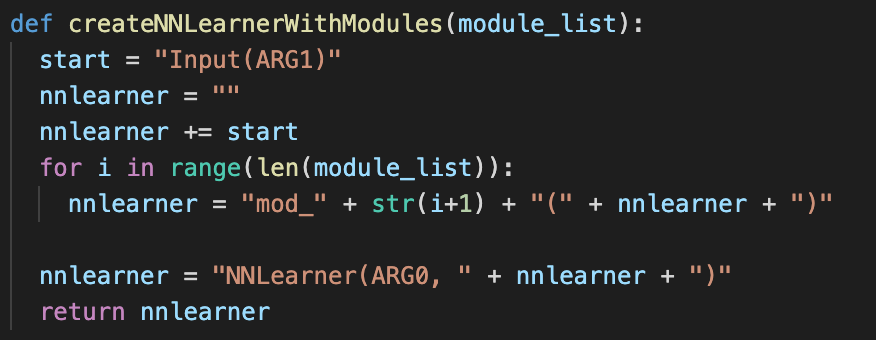 def createNNLearnerWithModules(module_list):
  start = "Input(ARG1)"
  nnlearner = ""
  nnlearner += start
  for i in range(len(module_list)):
    nnlearner = "mod_" + str(i+1) + "(" + nnlearner + ")"

  nnlearner = "NNLearner(ARG0, " + nnlearner + ")"
  return nnlearner